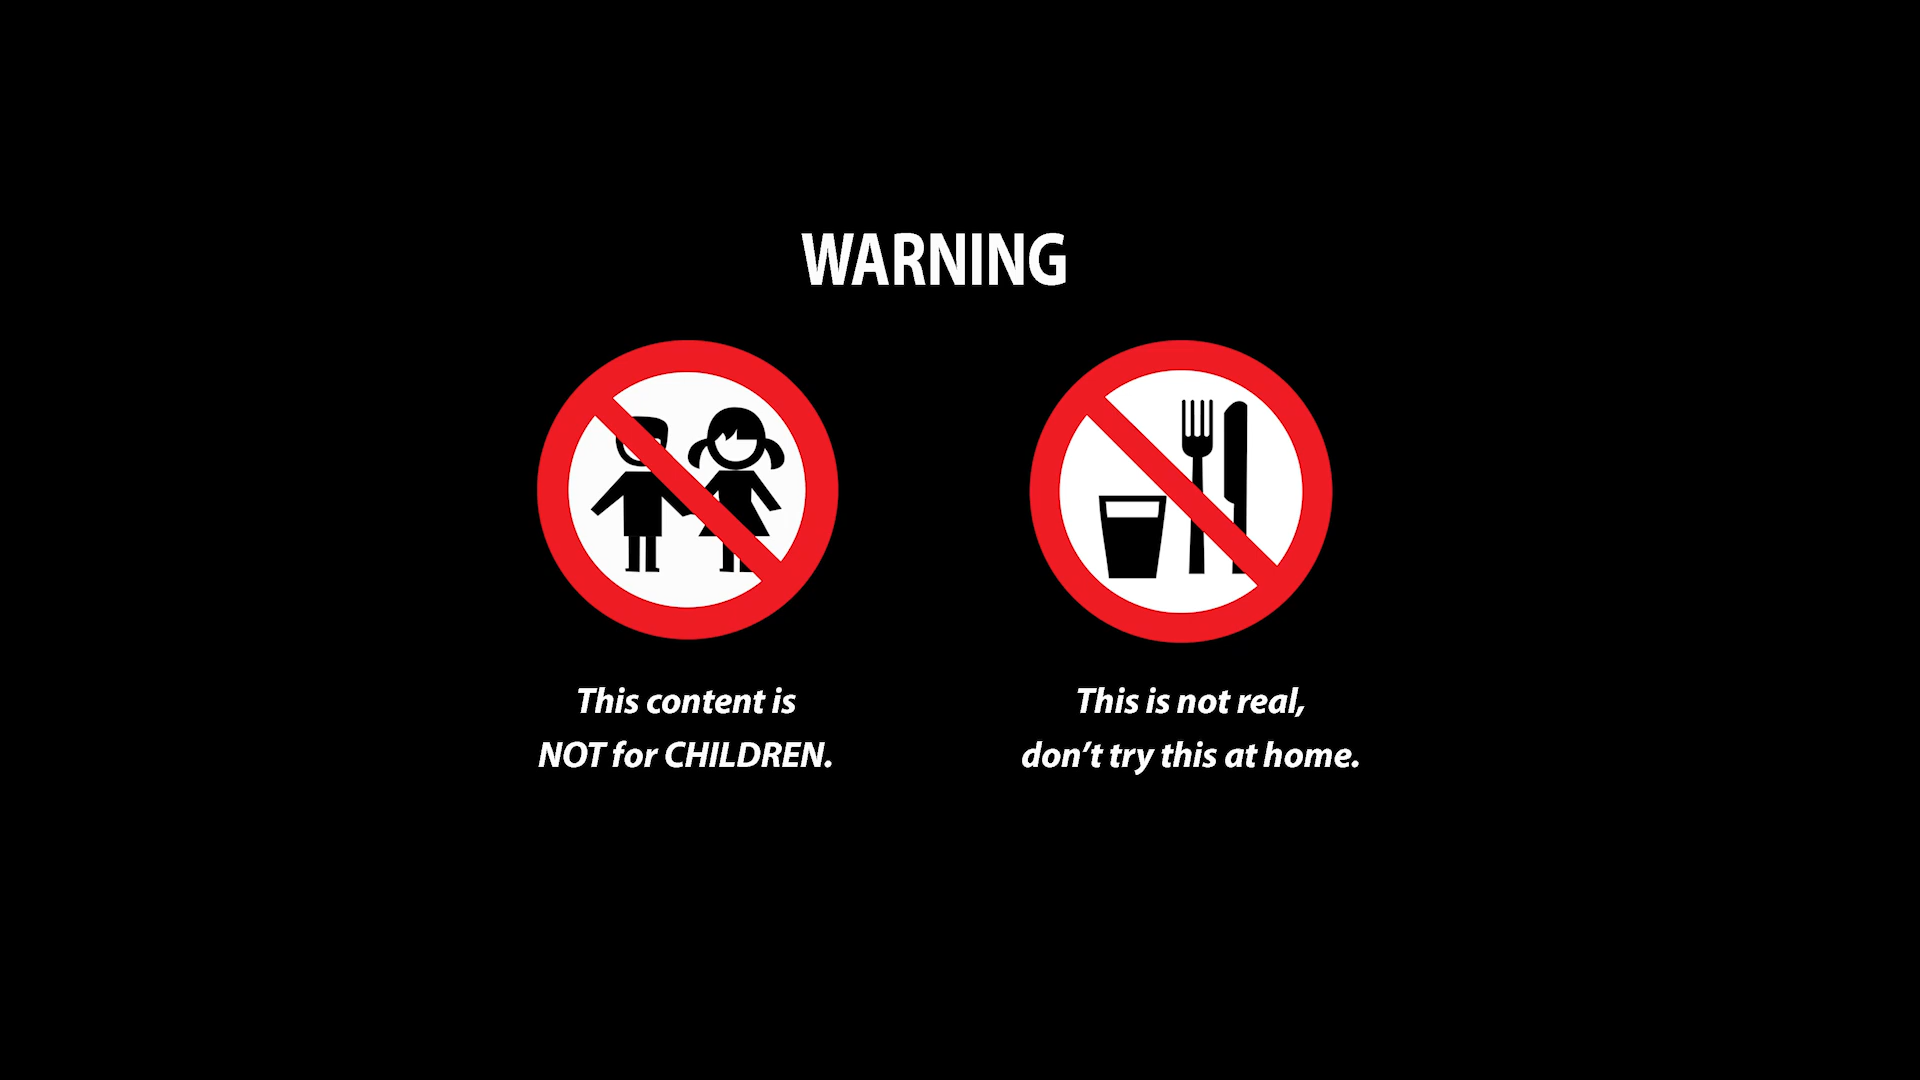 WARNING
This content is
NOT for CHILDREN.
This is not real,
don't try this at home.